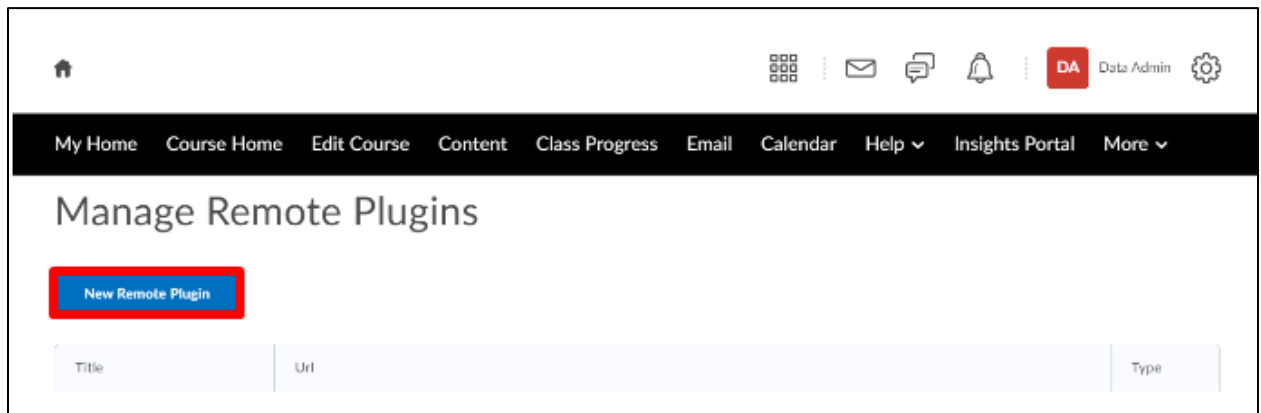 DA Data Admin
My Home Course Home Edit Course Content Class Progress Email Calendar Help Insights Portal More
Manage Remote Plugins
New Remote Plugin
Title Url Type